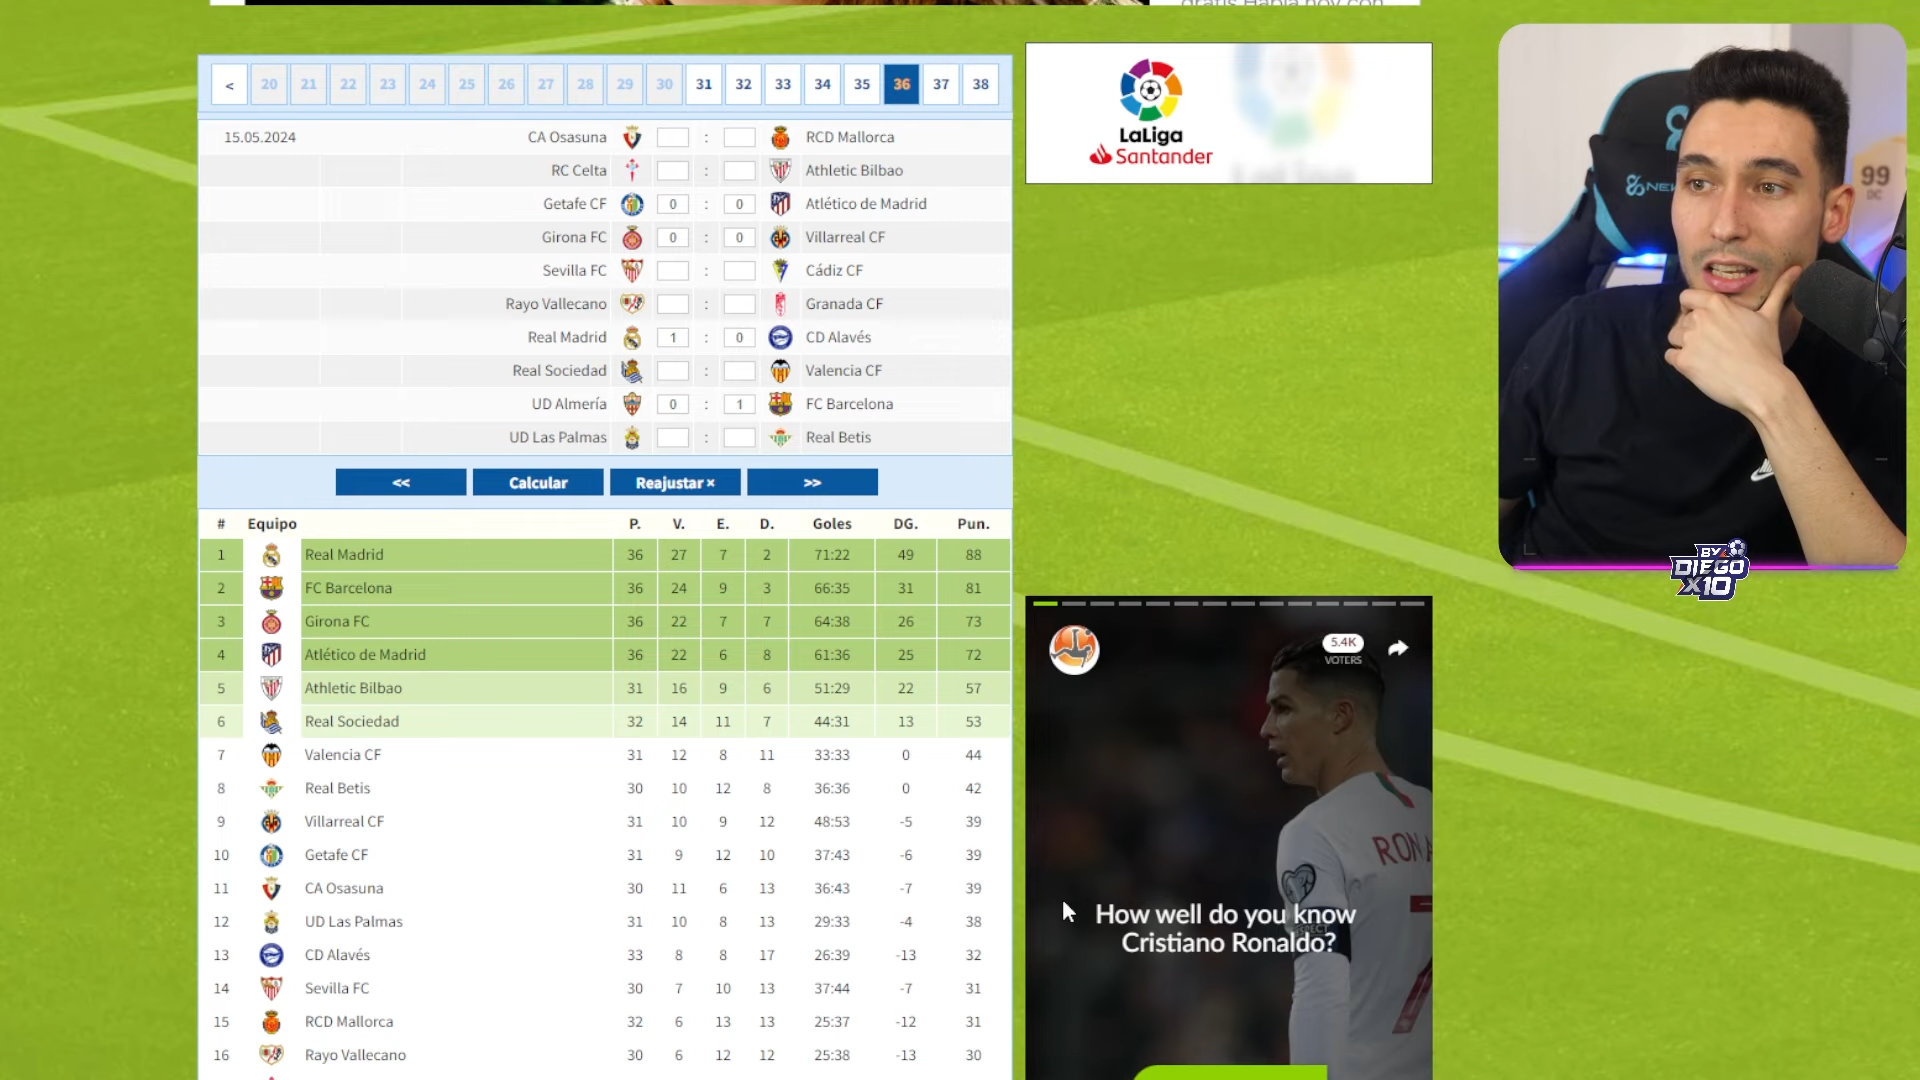 < 20 21 22 23 24 25 26 27 28 29 30 31 32 33 34 35 36 37 38
15.05.2024 CA Osasuna : RCD Mallorca
RC Celta : Athletic Bilbao
Getafe CF 0 : 0 Atlético de Madrid
Girona FC 0 : 0 Villarreal CF
Sevilla FC : Cádiz CF
Rayo Vallecano : Granada CF
Real Madrid 1 : 0 CD Alavés
Real Sociedad : Valencia CF
UD Almería 0 : 1 FC Barcelona
UD Las Palmas : Real Betis
<< Calcular Reajustar × >>
# Equipo P. V. E. D. Goles DG. Pun.
1 Real Madrid 36 27 7 2 71:22 49 88
2 FC Barcelona 36 24 9 3 66:35 31 81
3 Girona FC 36 22 7 7 64:38 26 73
4 Atlético de Madrid 36 22 6 8 61:36 25 72
5 Athletic Bilbao 31 16 9 6 51:29 22 57
6 Real Sociedad 32 14 11 7 44:31 13 53
7 Valencia CF 31 12 8 11 33:33 0 44
8 Real Betis 30 10 12 8 36:36 0 42
9 Villarreal CF 31 10 9 12 48:53 -5 39
10 Getafe CF 31 9 12 10 37:43 -6 39
11 CA Osasuna 30 11 6 13 36:43 -7 39
12 UD Las Palmas 31 10 8 13 29:33 -4 38
13 CD Alavés 33 8 8 17 26:39 -13 32
14 Sevilla FC 30 7 10 13 37:44 -7 31
15 RCD Mallorca 32 6 13 13 25:37 -12 31
16 Rayo Vallecano 30 6 12 12 25:38 -13 30
LaLiga
Santander
5.4K
VOTERS
How well do you know
Cristiano Ronaldo?
7
99
DC
BY
DIEGO
X10